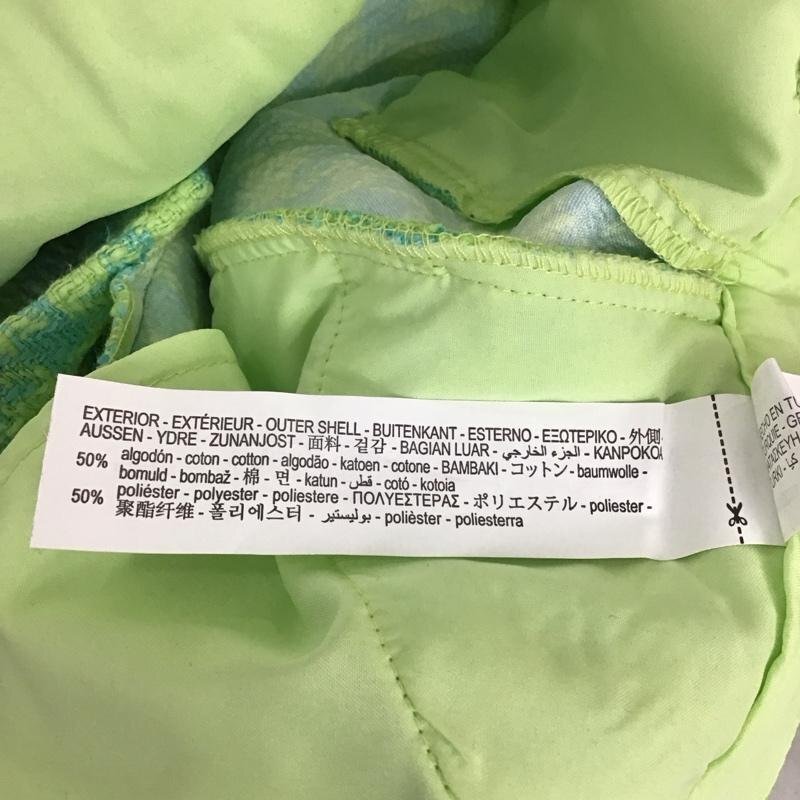 EXTERIOR - EXTÉRIEUR - OUTER SHELL - BUITENKANT - ESTERNO - ΕΞΩΤΕΡΙΚΟ - 外側
AUSSEN - YDRE - ZUNANJOST - 面料 - 겉감 - BAGIAN LUAR - الجزء الخارجي - KANPOKOA
50% algodón - coton - cotton - algodão - katoen - cotone - ΒΑΜΒΑΚΙ - コットン - baumwolle -
bomuld - bombaž - 棉 - 면 - katun - قطن - cotó - kotoia
50% poliéster - polyester - poliestere - ΠΟΛΥΕΣΤΕΡΑΣ - ポリエステル - poliester -
聚酯纤维 - 폴리에스터 - بوليستير - polièster - poliesterra